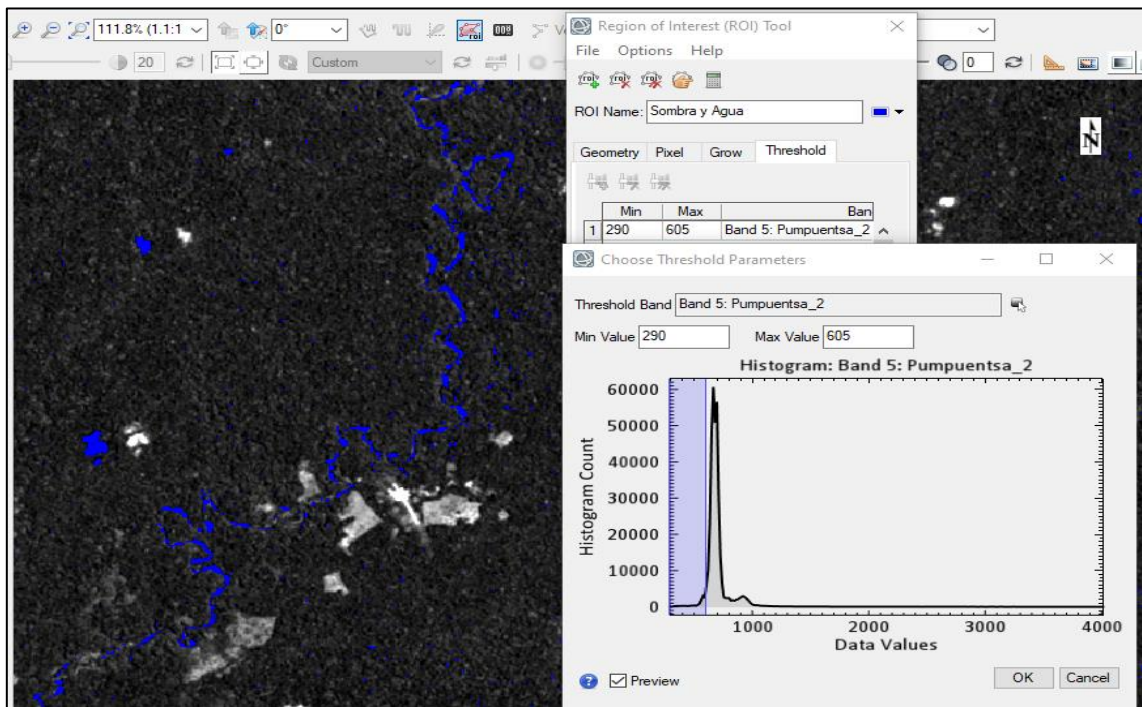 111.8% (1.1:1
0°
20
Custom
0
Region of Interest (ROI) Tool
File Options Help
ROI Name: Sombra y Agua
Geometry Pixel Grow Threshold
Min Max Ban
1 290 605 Band 5: Pumpuentsa_2
N
Choose Threshold Parameters
Threshold Band Band 5: Pumpuentsa_2
Min Value 290 Max Value 605
Histogram: Band 5: Pumpuentsa_2
Histogram Count
60000
50000
40000
30000
20000
10000
0
1000 2000 3000 4000
Data Values
Preview
OK Cancel